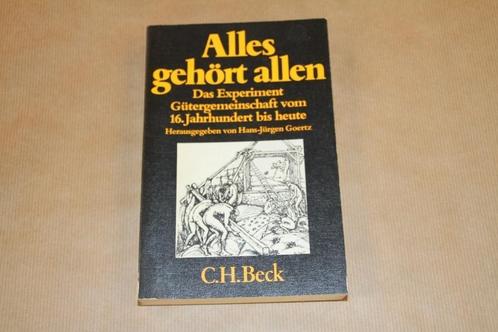 Alles
gehört allen
Das Experiment
Gütergemeinschaft vom
16. Jahrhundert bis heute
Herausgegeben von Hans-Jürgen Goertz
C.H.Beck